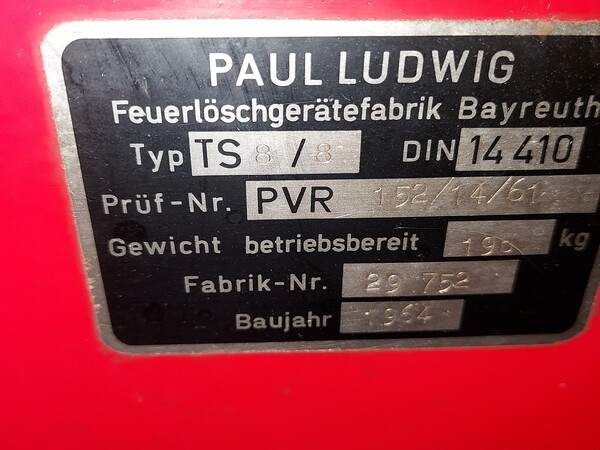 PAUL LUDWIG
Feuerlöschgerätefabrik Bayreuth
Typ TS 8 / 8 DIN 14 410
Prüf-Nr. PVR 152/14/61
Gewicht betriebsbereit kg
Fabrik-Nr. 29 752
Baujahr 1964